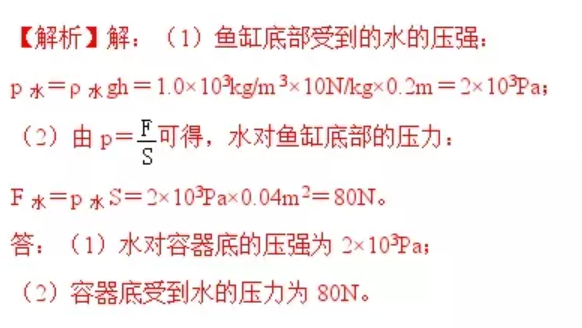 【解析】解：（1）鱼缸底部受到的水的压强：
p水＝ρ水gh＝1.0×10³kg/m³×10N/kg×0.2m＝2×10³Pa；
（2）由p＝F/S可得，水对鱼缸底部的压力：
F水＝p水S＝2×10³Pa×0.04m²＝80N。
答：（1）水对容器底的压强为 2×10³Pa；
（2）容器底受到水的压力为 80N。